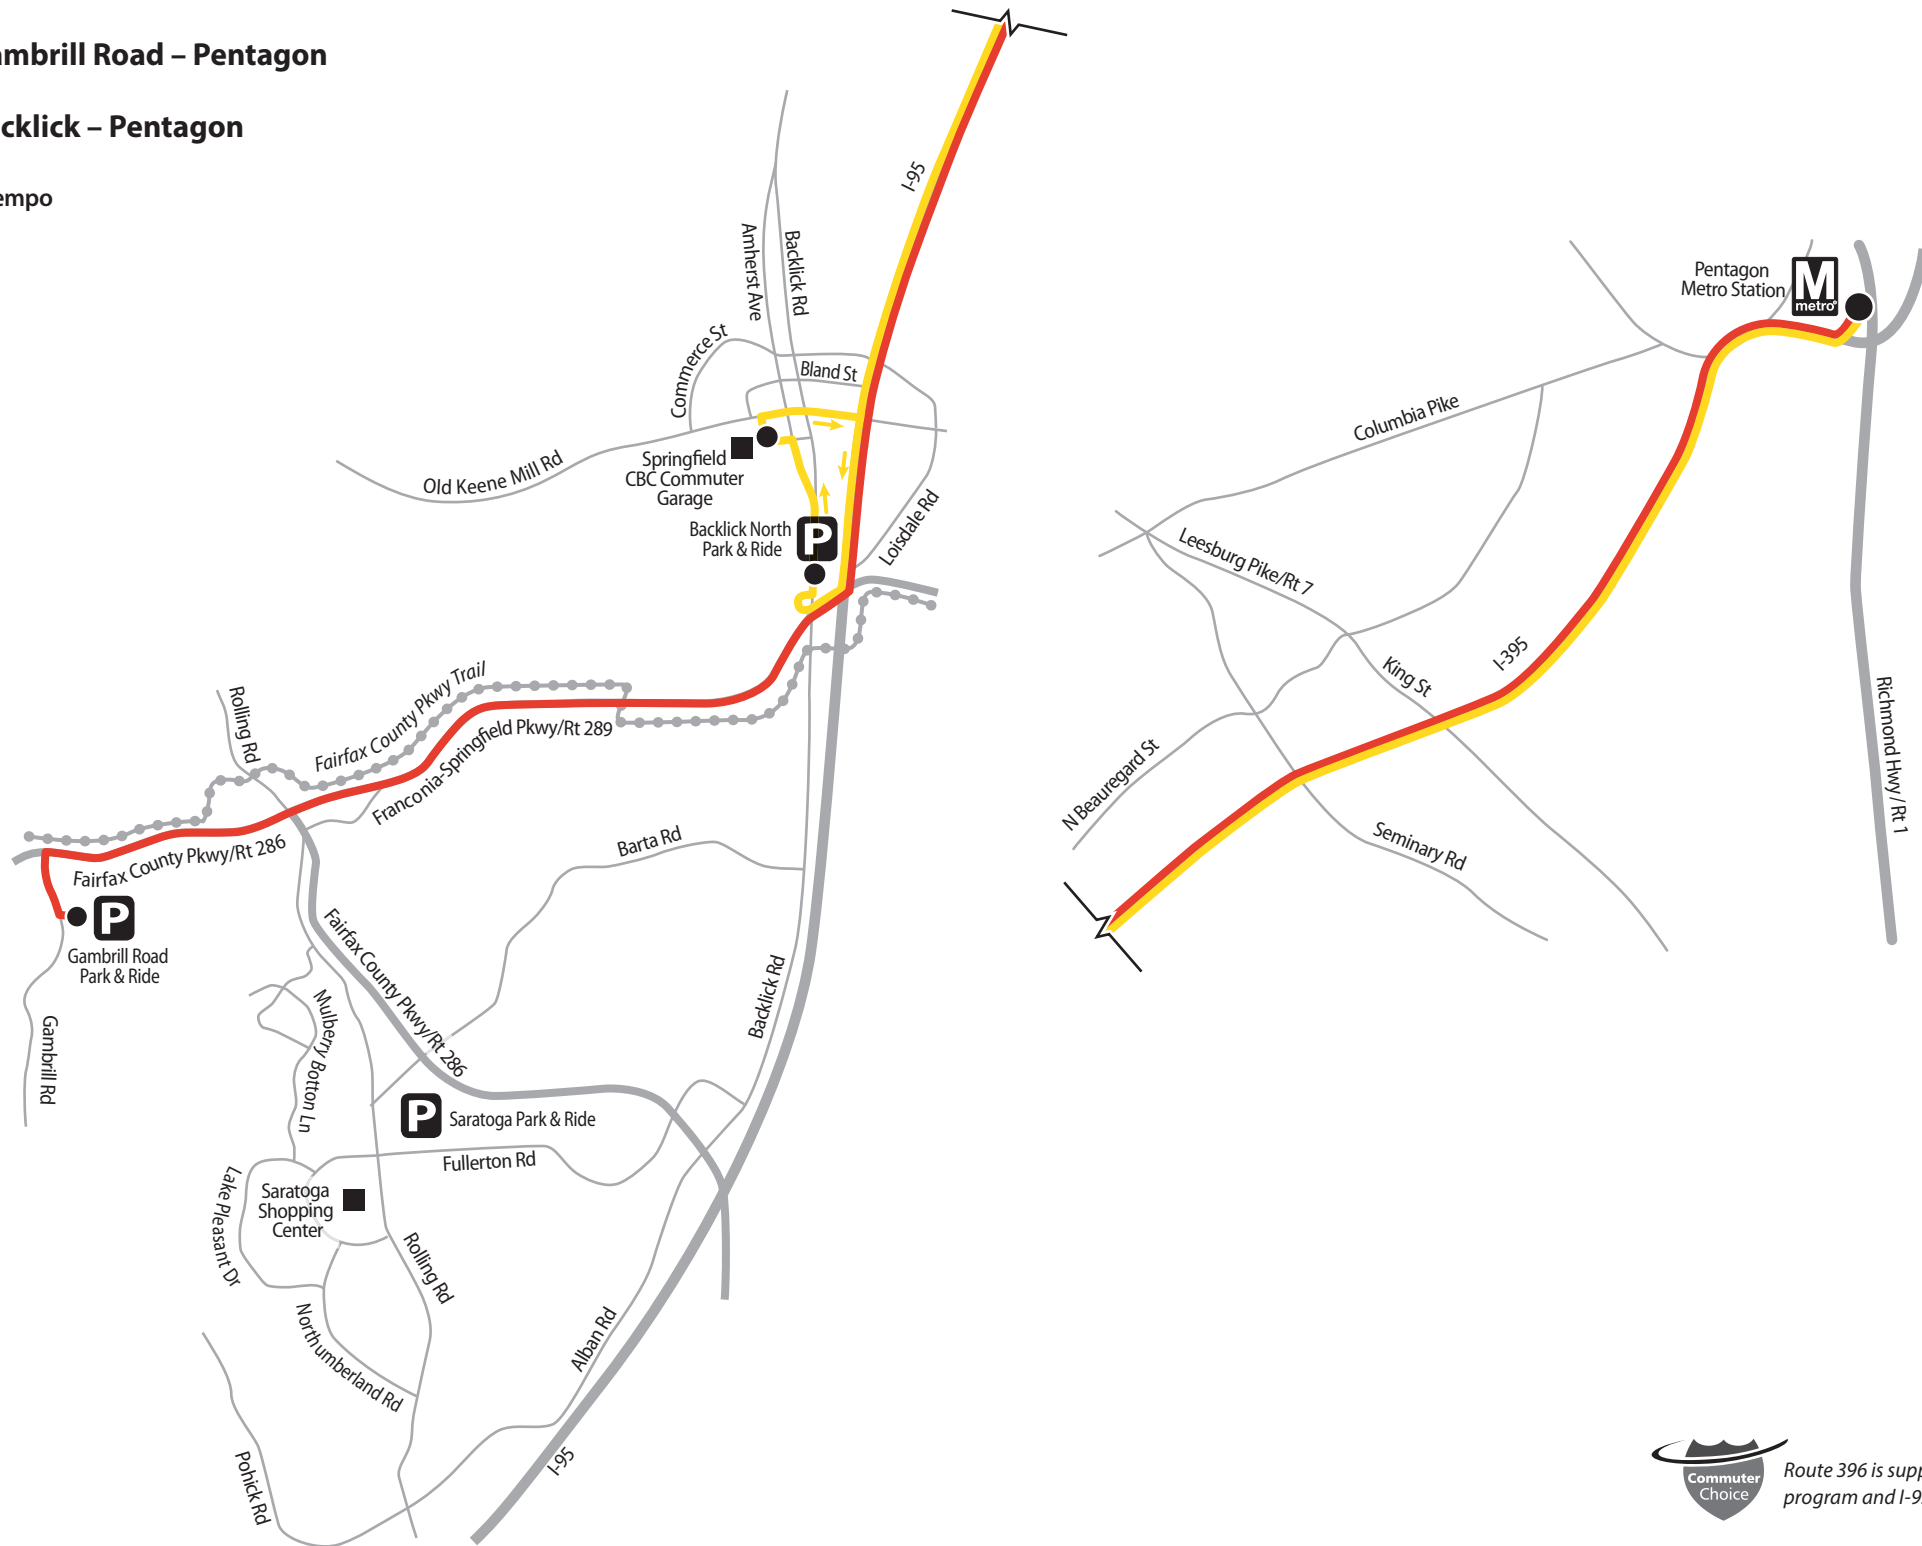 ambrill Road – Pentagon
cklick – Pentagon
empo
I-95
Amherst Ave
Backlick Rd
Commerce St
Bland St
Old Keene Mill Rd
Springfield
CBC Commuter
Garage
Backlick North
Park & Ride
P
Loisdale Rd
Pentagon
Metro Station
M
metro
Columbia Pike
Leesburg Pike/Rt 7
King St
I-395
N Beauregard St
Seminary Rd
Richmond Hwy / Rt 1
Rolling Rd
Fairfax County Pkwy Trail
Franconia-Springfield Pkwy/Rt 289
Fairfax County Pkwy/Rt 286
P
Gambrill Road
Park & Ride
Gambrill Rd
Barta Rd
Fairfax County Pkwy/Rt 286
Backlick Rd
Mulberry Botton Ln
P
Saratoga Park & Ride
Fullerton Rd
Lake Pleasant Dr
Saratoga
Shopping
Center
Rolling Rd
Northumberland Rd
Alban Rd
Pohick Rd
I-95
Commuter
Choice
Route 396 is supp
program and I-9